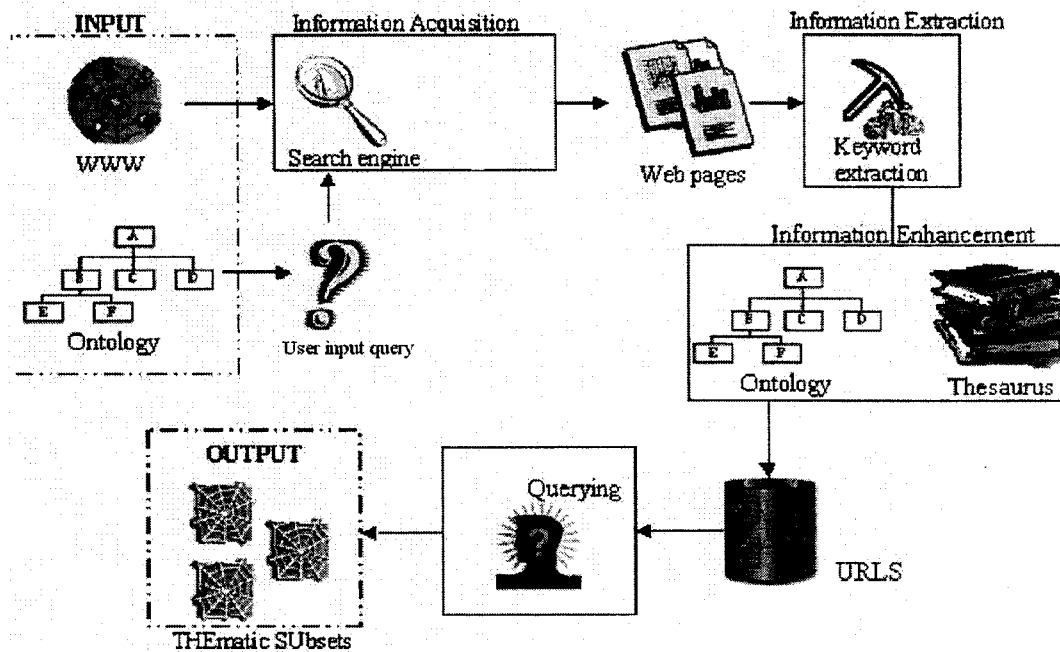 INPUT
Information Acquisition
Information Extraction
WWW
Search engine
Web pages
Keyword
extraction
A
B C D
E F
Ontology
User input query
Information Enhancement
A
B C D
E F
Ontology
Thesaurus
OUTPUT
Querying
URLS
THEmatic SUbsets